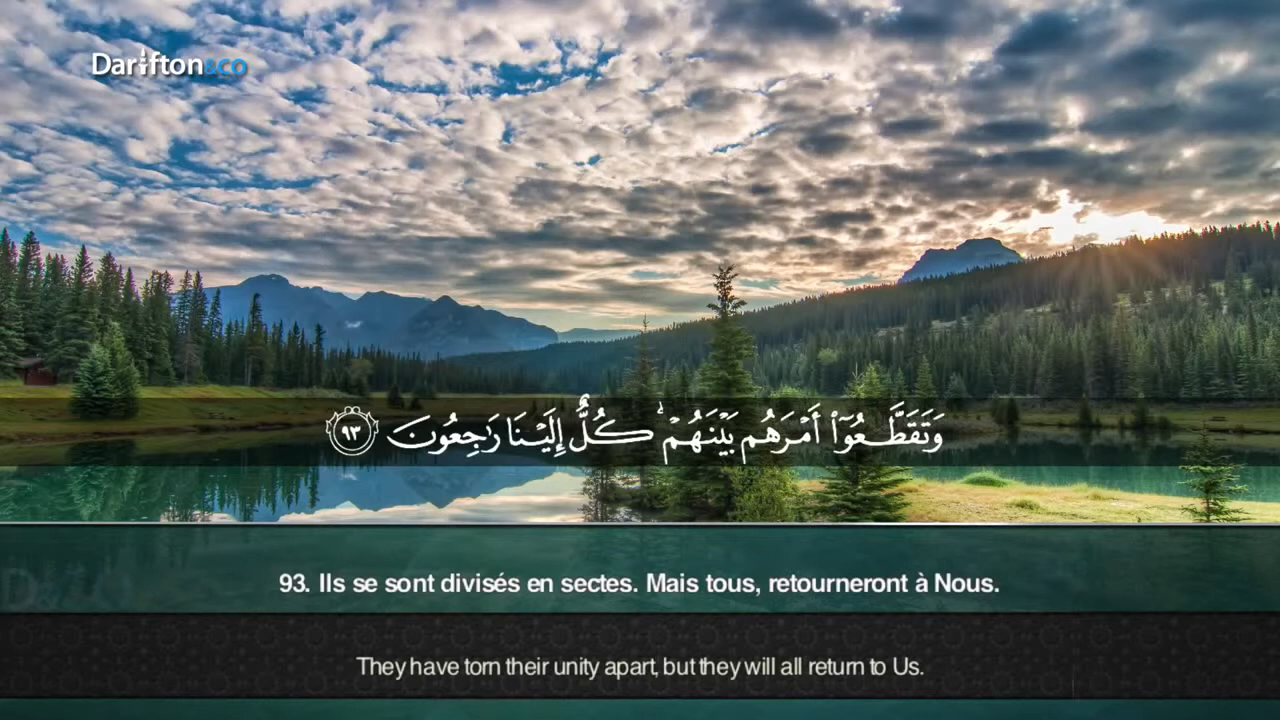 Darifton&co
وَتَقَطَّعُوٓا۟ أَمْرَهُم بَيْنَهُمْ ۖ كُلٌّ إِلَيْنَا رَٰجِعُونَ ٩٣
93. Ils se sont divisés en sectes. Mais tous, retourneront à Nous.
They have torn their unity apart, but they will all return to Us.